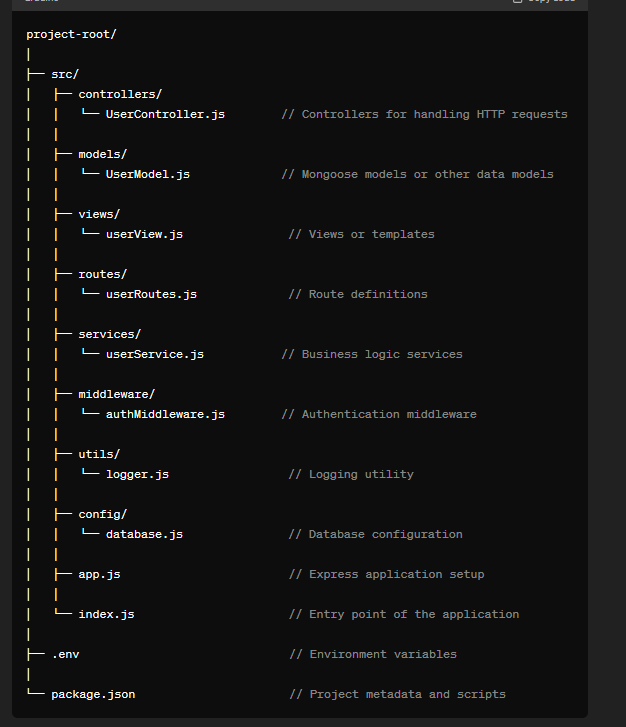 project-root/
│
├── src/
│   ├── controllers/
│   │   └── UserController.js        // Controllers for handling HTTP requests
│   │
│   ├── models/
│   │   └── UserModel.js             // Mongoose models or other data models
│   │
│   ├── views/
│   │   └── userView.js               // Views or templates
│   │
│   ├── routes/
│   │   └── userRoutes.js             // Route definitions
│   │
│   ├── services/
│   │   └── userService.js           // Business logic services
│   │
│   ├── middleware/
│   │   └── authMiddleware.js        // Authentication middleware
│   │
│   ├── utils/
│   │   └── logger.js                 // Logging utility
│   │
│   ├── config/
│   │   └── database.js               // Database configuration
│   │
│   ├── app.js                        // Express application setup
│   │
│   └── index.js                      // Entry point of the application
│
├── .env                              // Environment variables
│
└── package.json                      // Project metadata and scripts